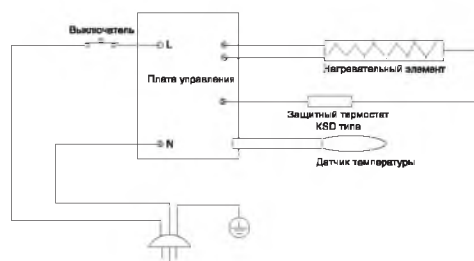 Выключатель
L
Плата управления
Нагревательный элемент
Защитный термостат
KSD типа
N
Датчик температуры